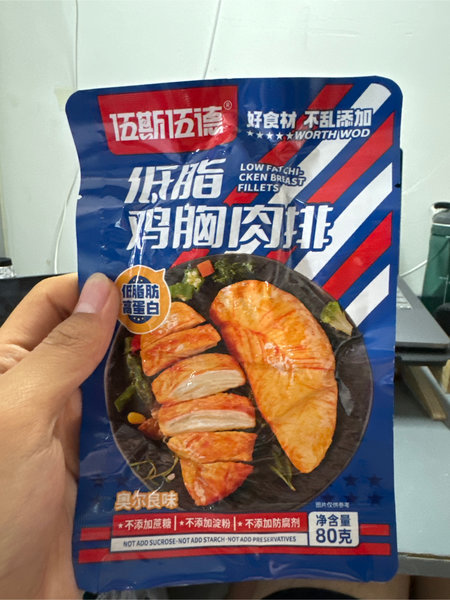 伍斯伍德®
好食材 不乱添加
★★★★★WORTH WOD
低脂
LOW FAT CHI-
CKEN BREAST
FILLETS
鸡胸肉排
低脂肪
高蛋白
奥尔良味
图片仅供参考
★不添加蔗糖 ★不添加淀粉 ★不添加防腐剂
NOT ADD SUCROSE·NOT ADD STARCH·NOT ADD PRESERVATIVES
净含量
80克